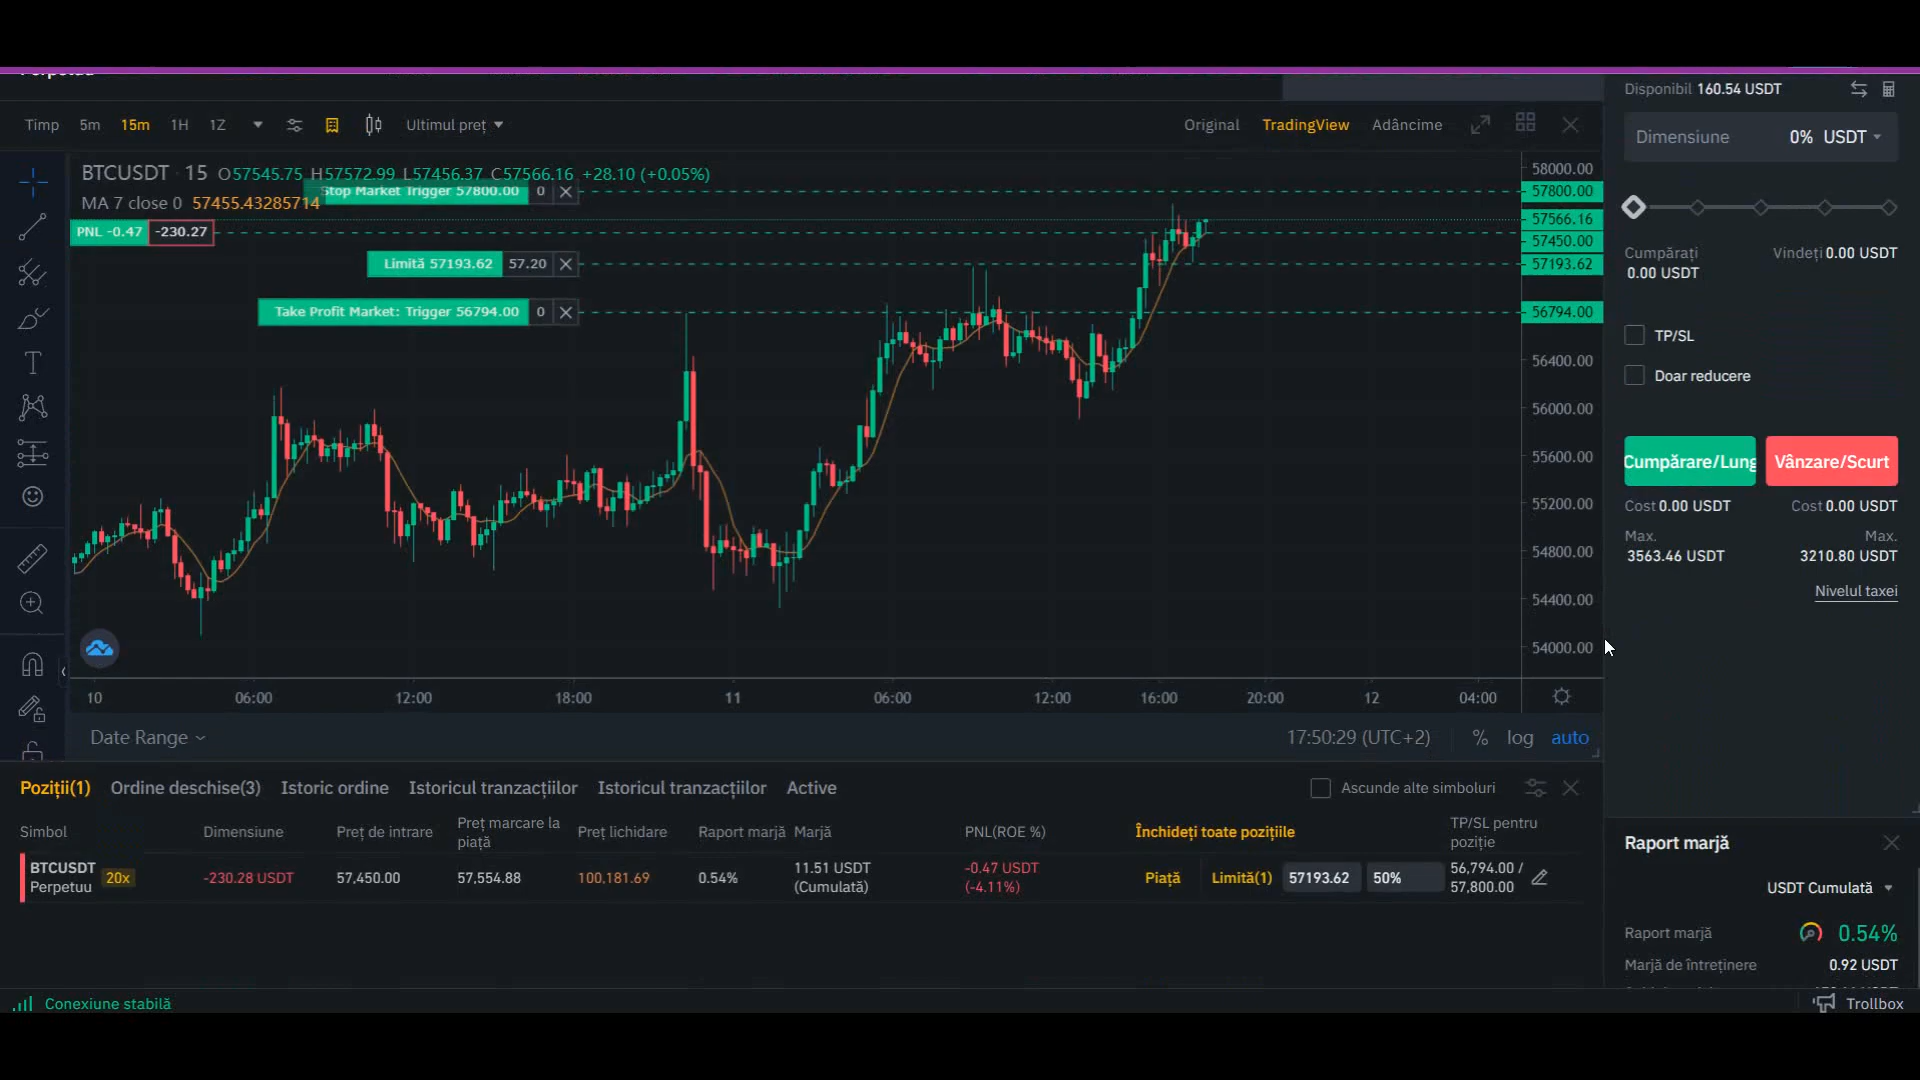 Disponibil 160.54 USDT
Timp 5m 15m 1H 1Z Ultimul preț Original TradingView Adâncime
Dimensiune 0% USDT
BTCUSDT · 15 O57545.75 H57572.99 L57456.37 C57566.16 +28.10 (+0.05%)
58000.00
Stop Market Trigger 57800.00 0
57800.00
MA 7 close 0 57455.43285714
57566.16
PNL -0.47 -230.27
57450.00
Limită 57193.62 57.20
57193.62
Take Profit Market: Trigger 56794.00 0
56794.00
56400.00
56000.00
55600.00
55200.00
54800.00
54400.00
54000.00
10 06:00 12:00 18:00 11 06:00 12:00 16:00 20:00 12 04:00
Date Range 17:50:29 (UTC+2) % log auto
Cumpărați Vindeți 0.00 USDT
0.00 USDT
TP/SL
Doar reducere
Cumpărare/Lung Vânzare/Scurt
Cost 0.00 USDT Cost 0.00 USDT
Max. Max.
3563.46 USDT 3210.80 USDT
Nivelul taxei
Poziții(1) Ordine deschise(3) Istoric ordine Istoricul tranzacțiilor Istoricul tranzacțiilor Active Ascunde alte simboluri
Simbol Dimensiune Preț de intrare Preț marcare la piață Preț lichidare Raport marjă Marjă PNL(ROE %) Închideți toate pozițiile TP/SL pentru poziție
BTCUSDT Perpetuu 20x -230.28 USDT 57,450.00 57,554.88 100,181.69 0.54% 11.51 USDT (Cumulată) -0.47 USDT (-4.11%) Piață Limită(1) 57193.62 50% 56,794.00 / 57,800.00
Raport marjă
USDT Cumulată
Raport marjă 0.54%
Marjă de întreținere 0.92 USDT
Conexiune stabilă Trollbox